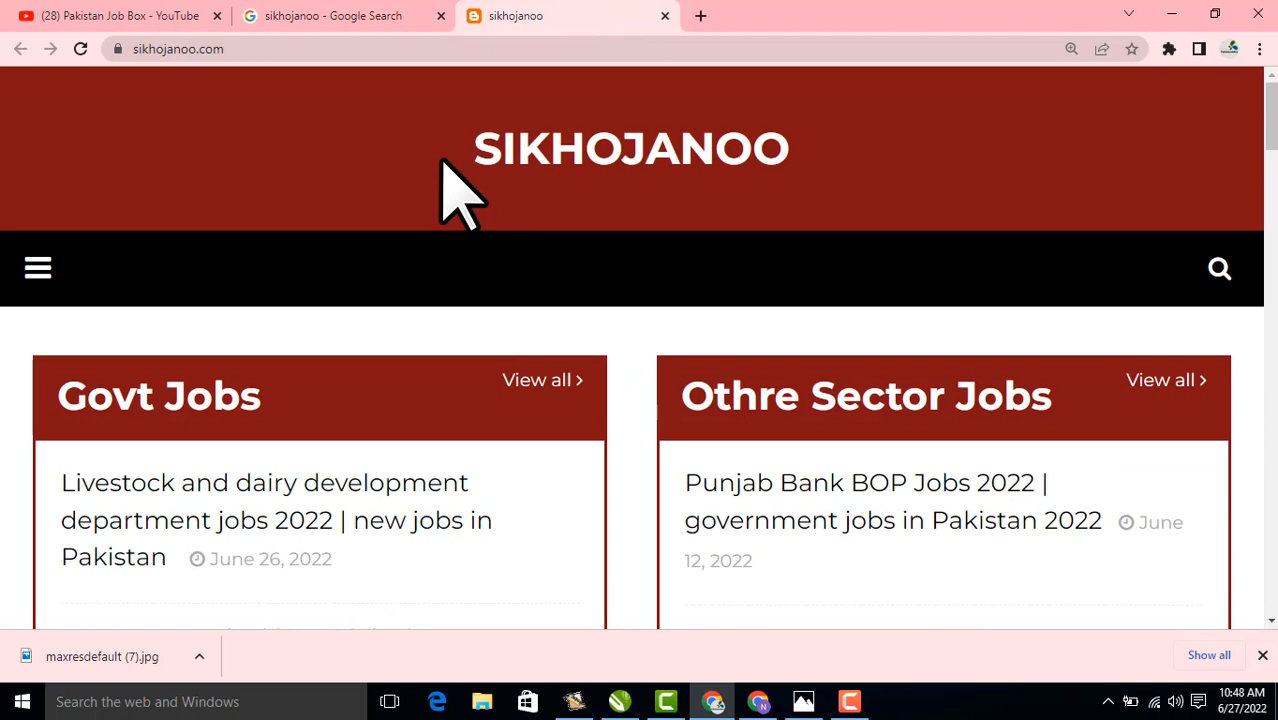 (28) Pakistan Job Box - YouTube
sikhojanoo - Google Search
sikhojanoo
sikhojanoo.com
SIKHOJANOO
Govt Jobs
View all
Othre Sector Jobs
View all
Livestock and dairy development
department jobs 2022 | new jobs in
Pakistan June 26, 2022
Punjab Bank BOP Jobs 2022 |
government jobs in Pakistan 2022 June
12, 2022
maxresdefault (7).jpg
Show all
Search the web and Windows
10:48 AM
6/27/2022